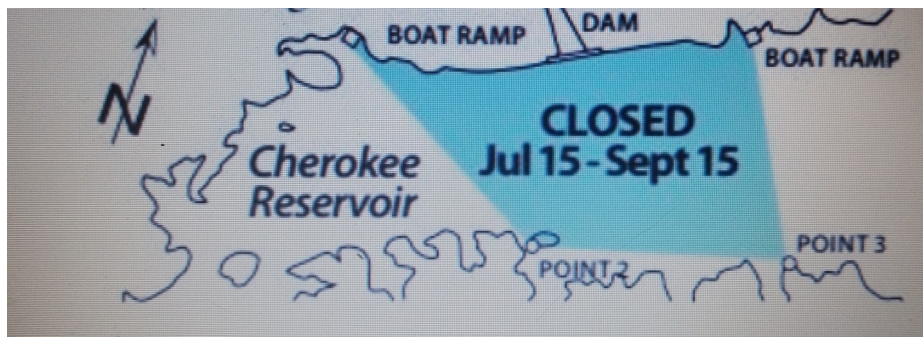 BOAT RAMP
DAM
BOAT RAMP
N
CLOSED
Jul 15 - Sept 15
Cherokee
Reservoir
POINT 3
POINT 2